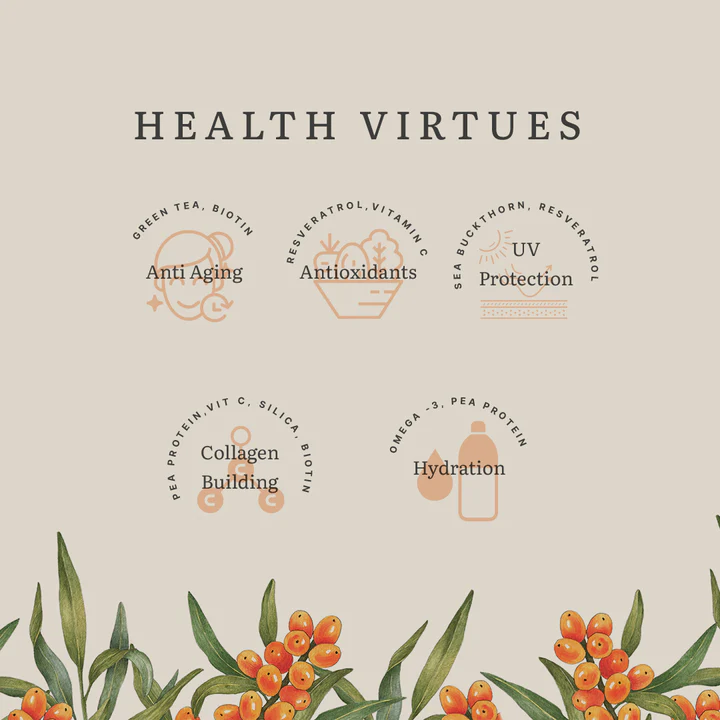 HEALTH VIRTUES
GREEN TEA, BIOTIN
Anti Aging
RESVERATROL,VITAMIN C
Antioxidants
SEA BUCKTHORN, RESVERATROL
UV
Protection
PEA PROTEIN,VIT C, SILICA, BIOTIN
Collagen
Building
C
C
C
OMEGA -3, PEA PROTEIN
Hydration